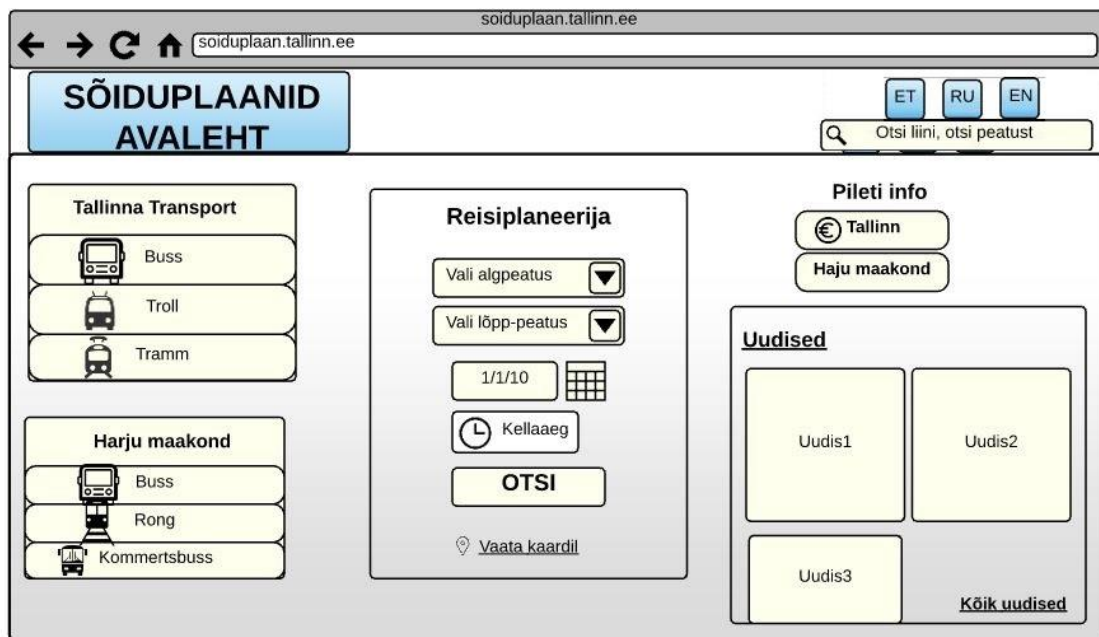 soiduplaan.tallinn.ee
soiduplaan.tallinn.ee
SÕIDUPLAANID
AVALEHT
ET
RU
EN
Otsi liini, otsi peatust
Tallinna Transport
Buss
Troll
Tramm
Harju maakond
Buss
Rong
Kommertsbuss
Reisiplaneerija
Vali algpeatus
Vali lõpp-peatus
1/1/10
Kellaaeg
OTSI
Vaata kaardil
Pileti info
€ Tallinn
Haju maakond
Uudised
Uudis1
Uudis2
Uudis3
Kõik uudised